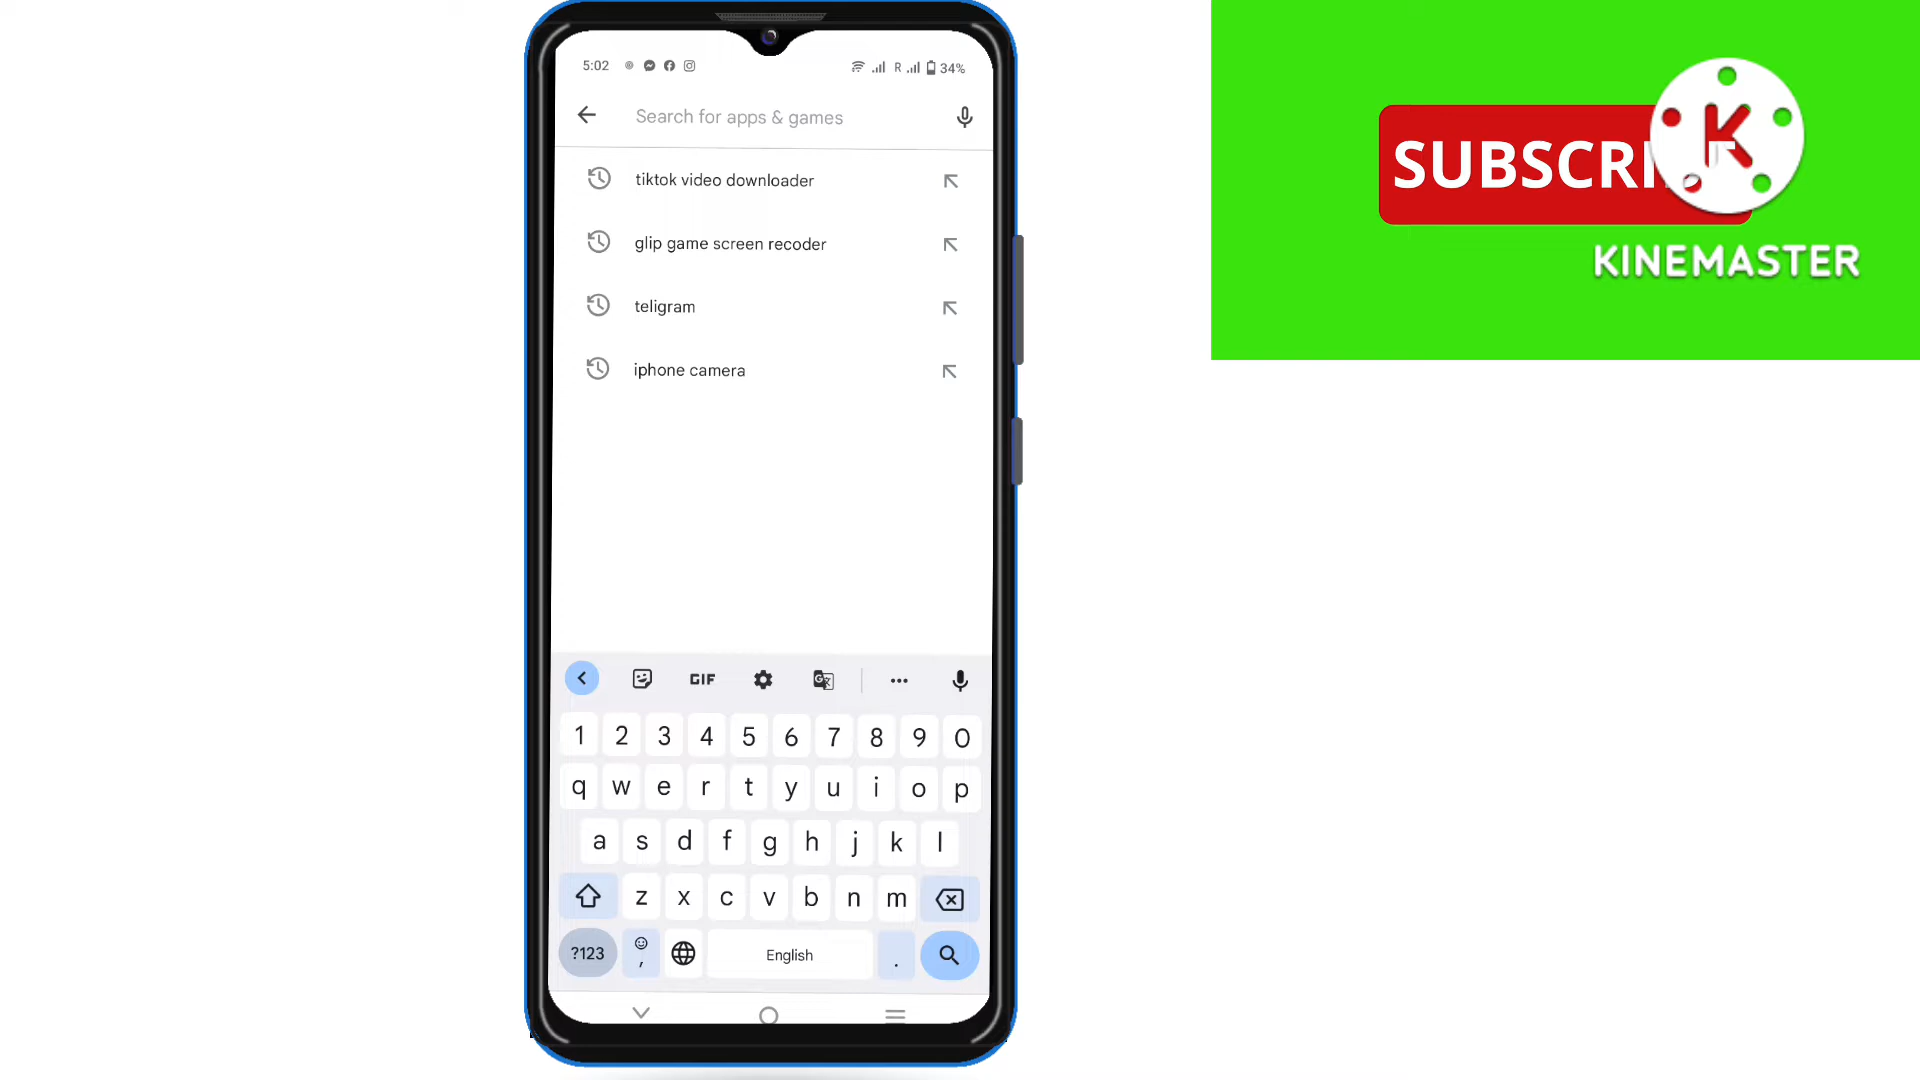 5:02
R 34%
Search for apps & games
tiktok video downloader
glip game screen recoder
teligram
iphone camera
GIF
1 2 3 4 5 6 7 8 9 0
q w e r t y u i o p
a s d f g h j k l
z x c v b n m
?123 , English .
SUBSCRI
K
KINEMASTER